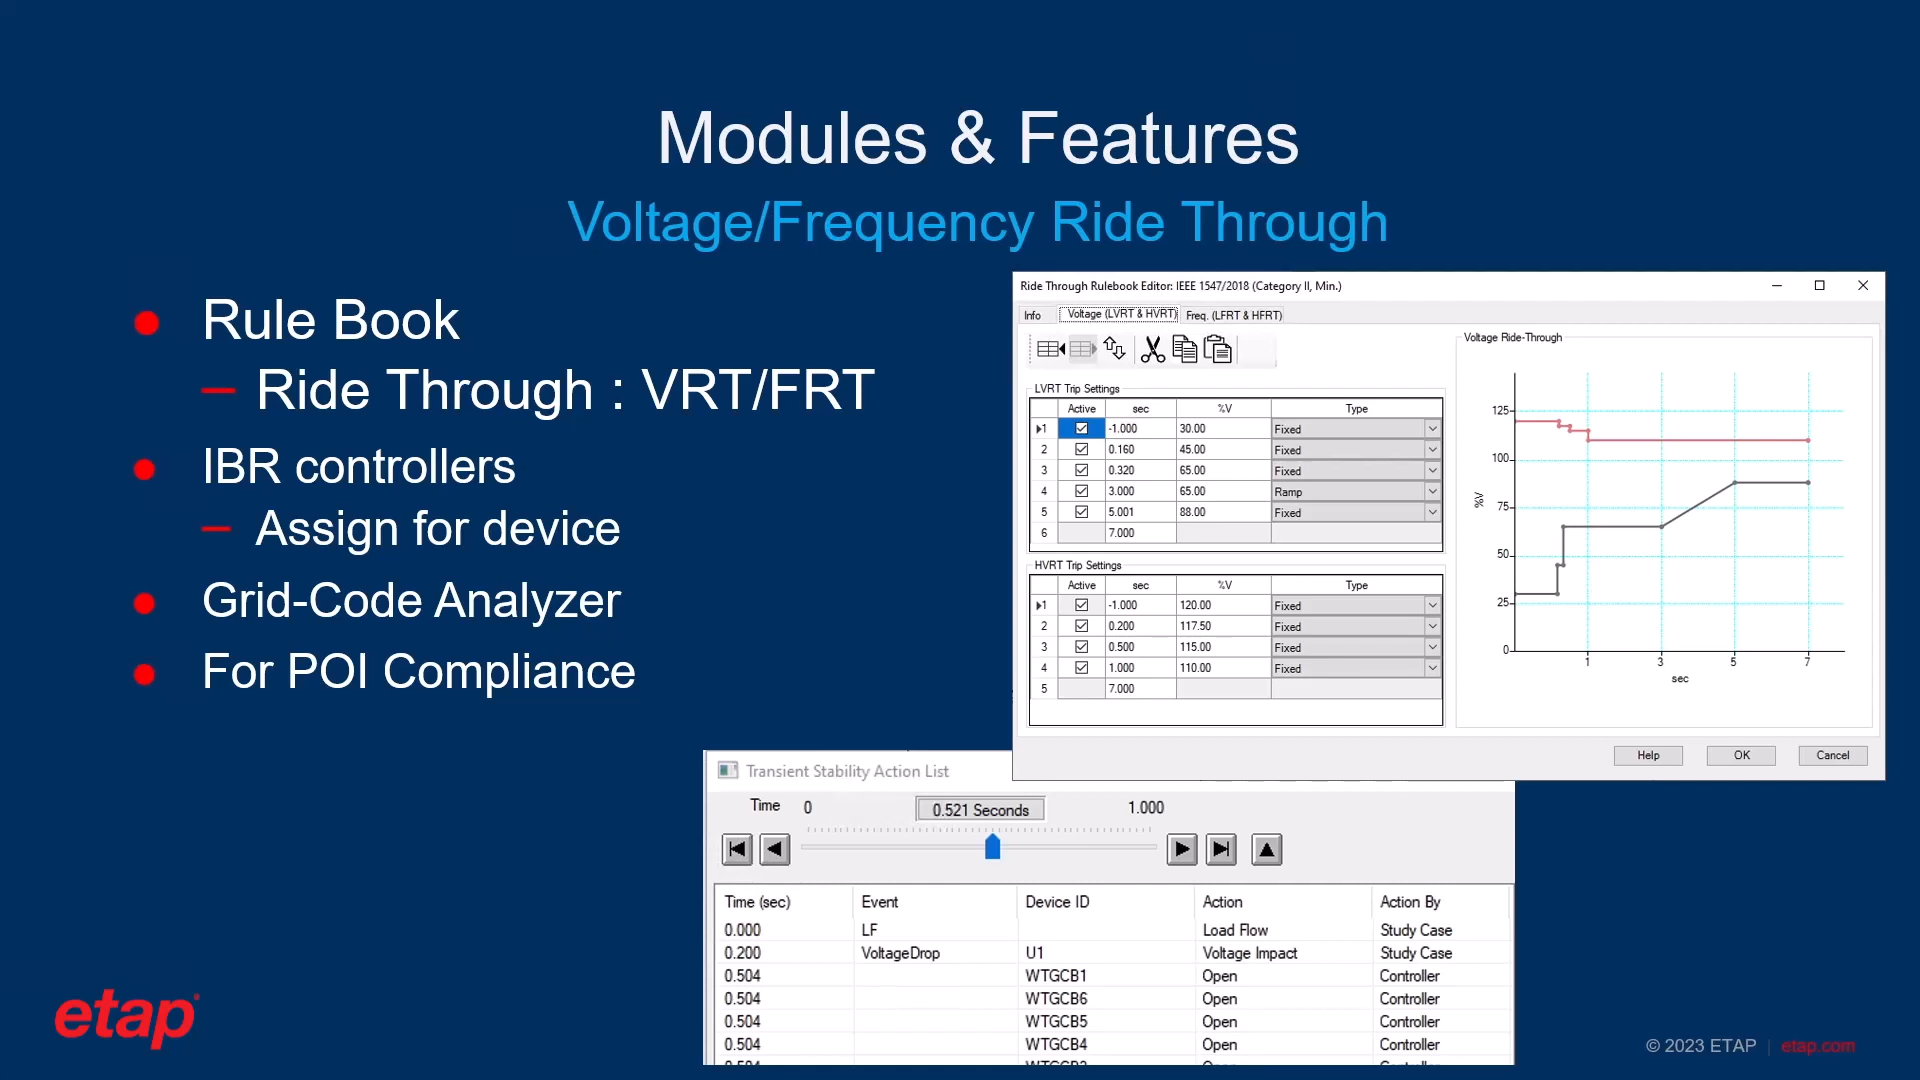 Modules & Features
Voltage/Frequency Ride Through
Rule Book
Ride Through : VRT/FRT
IBR controllers
Assign for device
Grid-Code Analyzer
For POI Compliance
Ride Through Rulebook Editor: IEEE 1547/2018 (Category II, Min.)
Info Voltage (LVRT & HVRT) Freq. (LFRT & HFRT)
LVRT Trip Settings
Active sec %V Type
1 -1.000 30.00 Fixed
2 0.160 45.00 Fixed
3 0.320 65.00 Fixed
4 3.000 65.00 Ramp
5 5.001 88.00 Fixed
6 7.000
HVRT Trip Settings
Active sec %V Type
1 -1.000 120.00 Fixed
2 0.200 117.50 Fixed
3 0.500 115.00 Fixed
4 1.000 110.00 Fixed
5 7.000
Voltage Ride-Through
125
100
75
50
25
0
%V
1 3 5 7
sec
Help OK Cancel
Transient Stability Action List
Time 0 0.521 Seconds 1.000
Time (sec) Event Device ID Action Action By
0.000 LF Load Flow Study Case
0.200 VoltageDrop U1 Voltage Impact Study Case
0.504 WTGCB1 Open Controller
0.504 WTGCB6 Open Controller
0.504 WTGCB5 Open Controller
0.504 WTGCB4 Open Controller
etap
© 2023 ETAP | etap.com